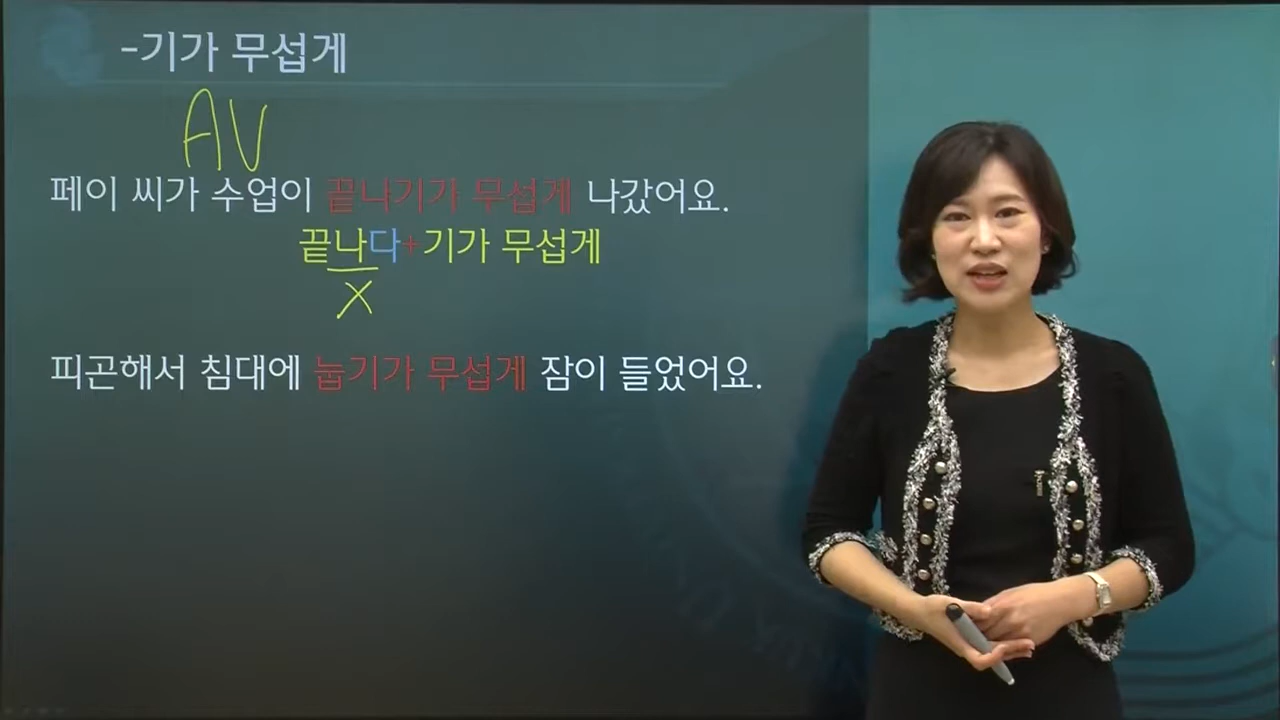 -기가 무섭게
AV
페이 씨가 수업이 끝나기가 무섭게 나갔어요.
끝나다+기가 무섭게
X
피곤해서 침대에 눕기가 무섭게 잠이 들었어요.